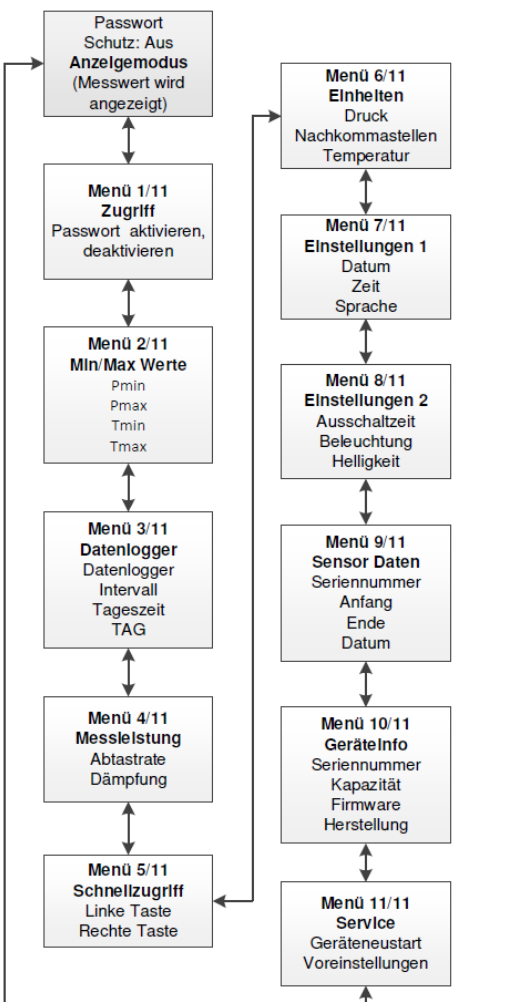 Passwort
Schutz: Aus
Anzeigemodus
(Messwert wird
angezeigt)
Menü 1/11
Zugriff
Passwort aktivieren,
deaktivieren
Menü 2/11
Min/Max Werte
Pmin
Pmax
Tmin
Tmax
Menü 3/11
Datenlogger
Datenlogger
Intervall
Tageszeit
TAG
Menü 4/11
Messleistung
Abtastrate
Dämpfung
Menü 5/11
Schnellzugriff
Linke Taste
Rechte Taste
Menü 6/11
Einheiten
Druck
Nachkommastellen
Temperatur
Menü 7/11
Einstellungen 1
Datum
Zeit
Sprache
Menü 8/11
Einstellungen 2
Ausschaltzeit
Beleuchtung
Helligkeit
Menü 9/11
Sensor Daten
Seriennummer
Anfang
Ende
Datum
Menü 10/11
Geräteinfo
Seriennummer
Kapazität
Firmware
Herstellung
Menü 11/11
Service
Geräteneustart
Voreinstellungen